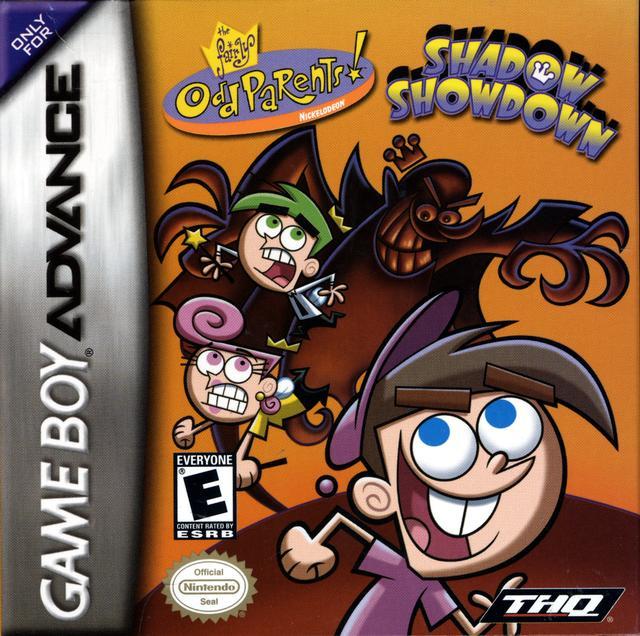 ONLY
FOR
GAME BOY ADVANCE
the
fairly
OddParents!
NICKELODEON
SHADOW
SHOWDOWN
EVERYONE
E
CONTENT RATED BY
ESRB
Official
Nintendo
Seal
THQ